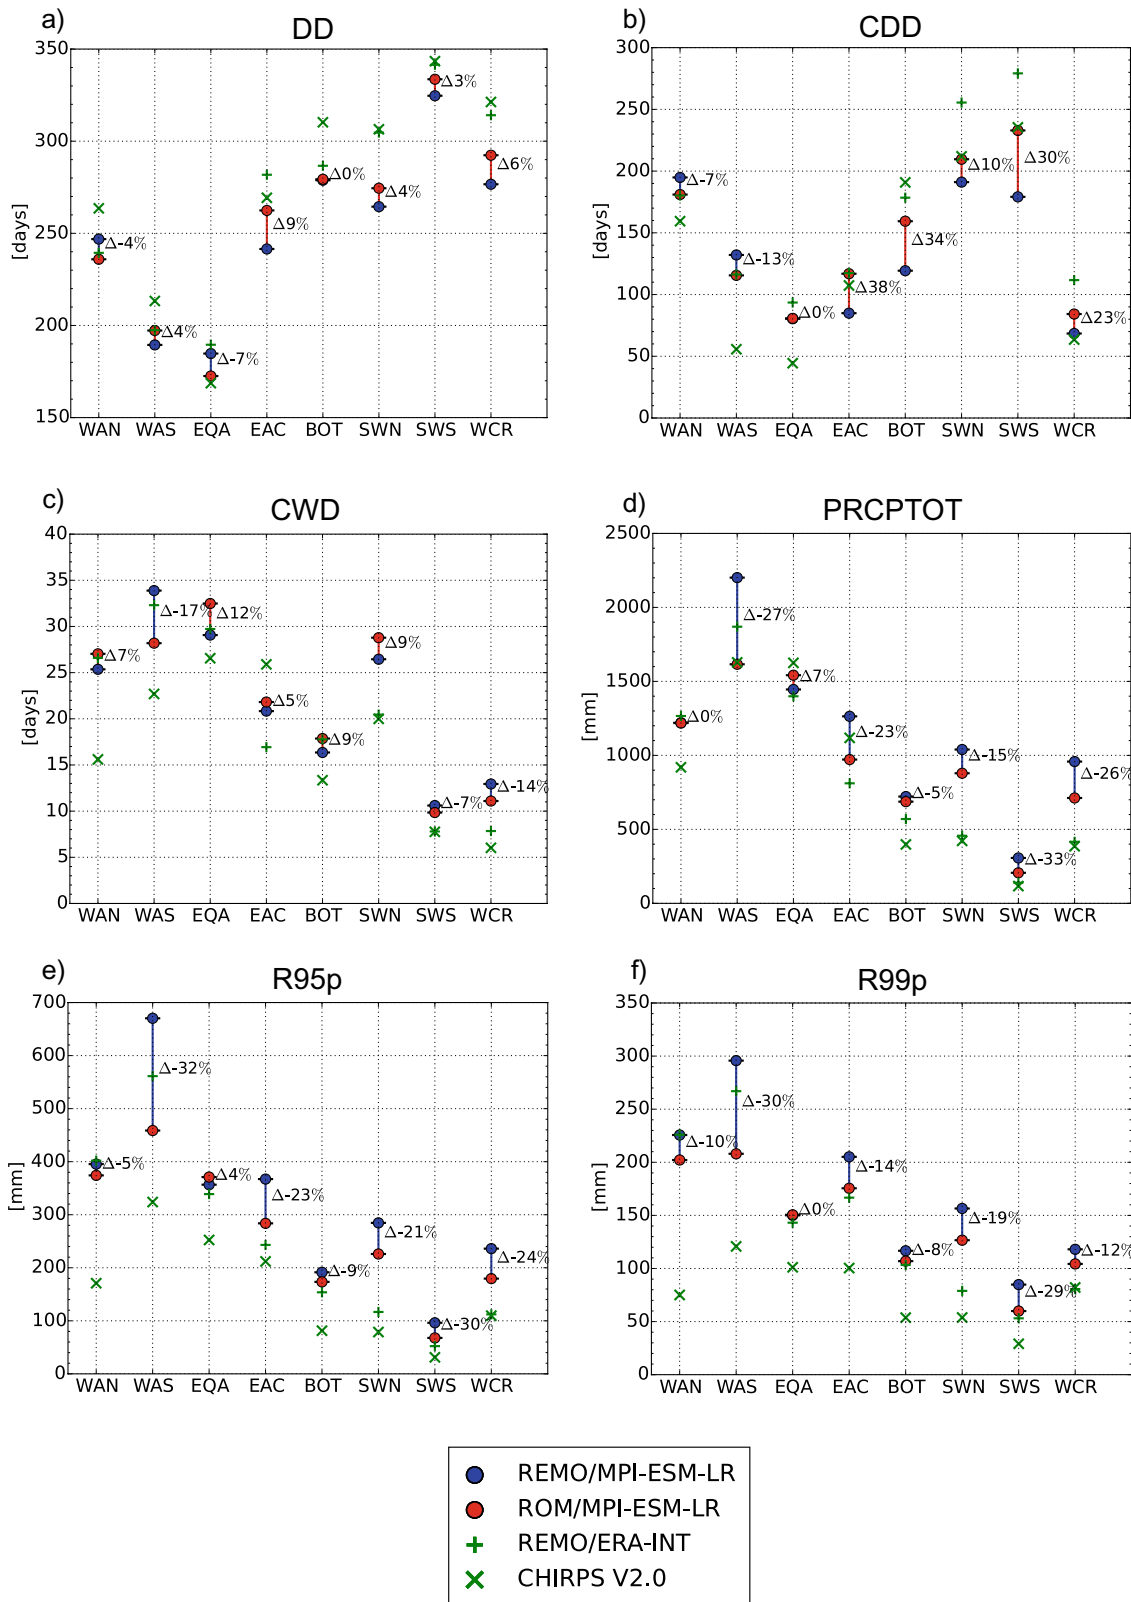 a) DD
350
300
250
200
150
[days]
Δ-4%
Δ4%
Δ-7%
Δ9%
Δ0%
Δ4%
Δ3%
Δ6%
WAN WAS EQA EAC BOT SWN SWS WCR
b) CDD
300
250
200
150
100
50
0
[days]
Δ-7%
Δ-13%
Δ0%
Δ38%
Δ34%
Δ10%
Δ30%
Δ23%
WAN WAS EQA EAC BOT SWN SWS WCR
c) CWD
40
35
30
25
20
15
10
5
0
[days]
Δ7%
Δ-17%
Δ12%
Δ5%
Δ9%
Δ9%
Δ-7%
Δ-14%
WAN WAS EQA EAC BOT SWN SWS WCR
d) PRCPTOT
2500
2000
1500
1000
500
0
[mm]
Δ0%
Δ-27%
Δ7%
Δ-23%
Δ-5%
Δ-15%
Δ-33%
Δ-26%
WAN WAS EQA EAC BOT SWN SWS WCR
e) R95p
700
600
500
400
300
200
100
0
[mm]
Δ-5%
Δ-32%
Δ4%
Δ-23%
Δ-9%
Δ-21%
Δ-30%
Δ-24%
WAN WAS EQA EAC BOT SWN SWS WCR
f) R99p
350
300
250
200
150
100
50
0
[mm]
Δ-10%
Δ-30%
Δ0%
Δ-14%
Δ-8%
Δ-19%
Δ-29%
Δ-12%
WAN WAS EQA EAC BOT SWN SWS WCR
REMO/MPI-ESM-LR
ROM/MPI-ESM-LR
REMO/ERA-INT
CHIRPS V2.0